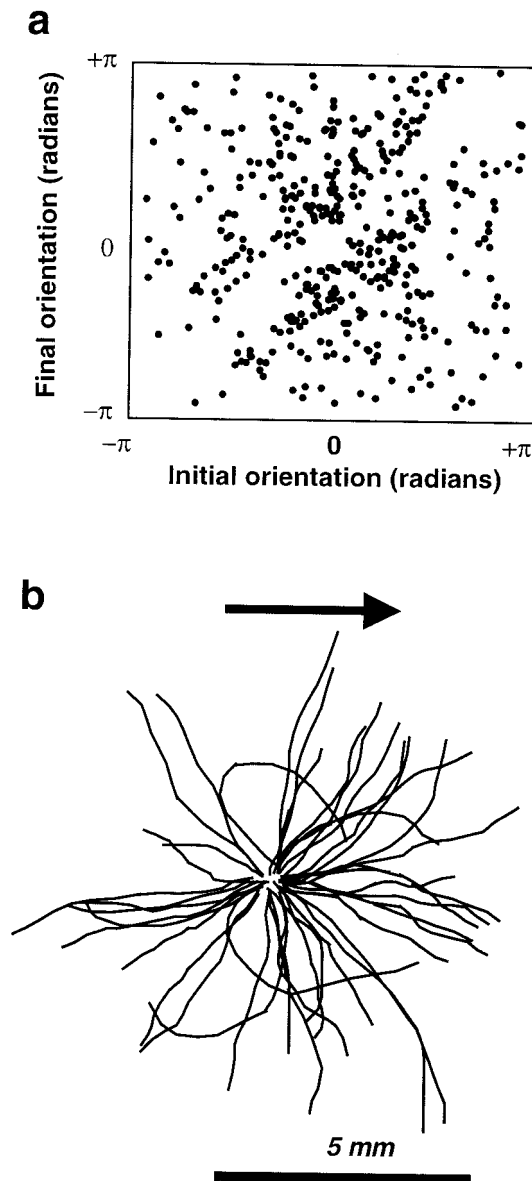 a
+π
Final orientation (radians)
0
−π
−π
0
+π
Initial orientation (radians)
b
5 mm